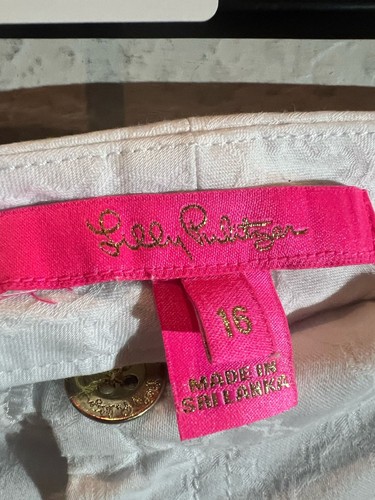 Lilly Pulitzer
16
MADE IN
SRI LANKA